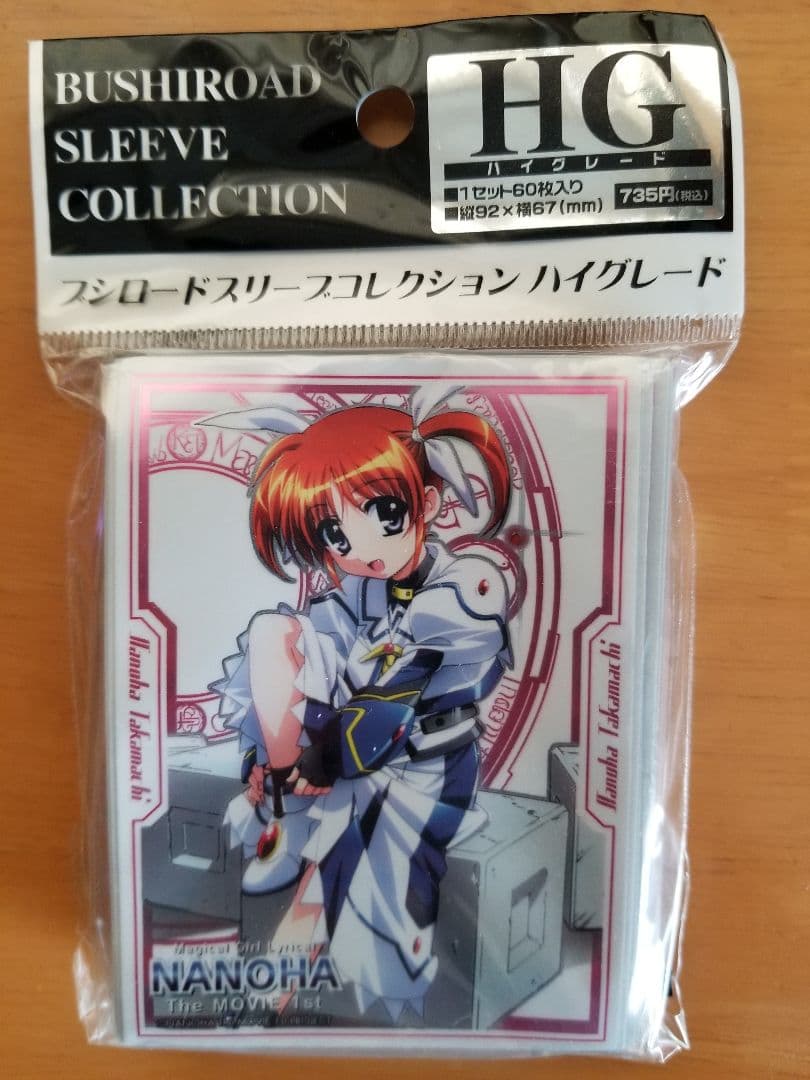 BUSHIROAD
SLEEVE
COLLECTION
HG
ハイグレード
■1セット60枚入り
■縦92×横67(mm)
735円(税込)
ブシロードスリーブコレクション ハイグレード
Nanoha Takamachi
Nanoha Takamachi
Magical Girl Lyrical
NANOHA
The MOVIE 1st